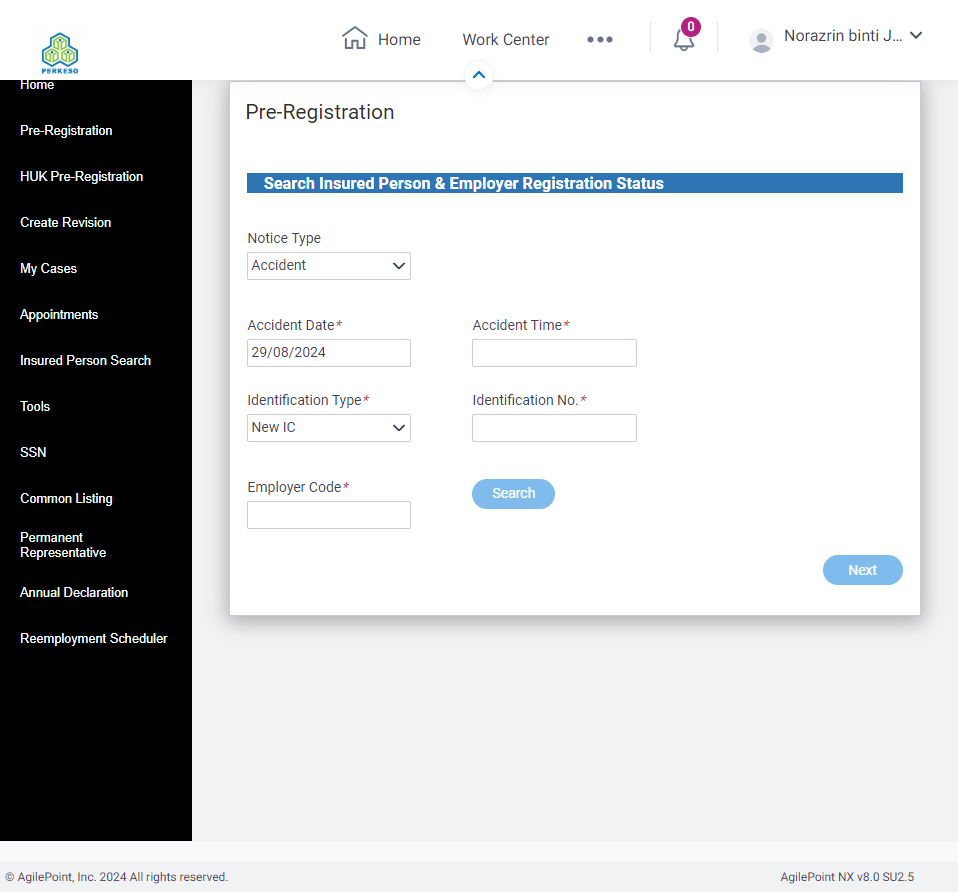 PERKESO
Home
Work Center
0
Norazrin binti J...
Home
Pre-Registration
HUK Pre-Registration
Create Revision
My Cases
Appointments
Insured Person Search
Tools
SSN
Common Listing
Permanent
Representative
Annual Declaration
Reemployment Scheduler
Pre-Registration
Search Insured Person & Employer Registration Status
Notice Type
Accident
Accident Date*
Accident Time*
29/08/2024
Identification Type*
Identification No.*
New IC
Employer Code*
Search
Next
© AgilePoint, Inc. 2024 All rights reserved.
AgilePoint NX v8.0 SU2.5